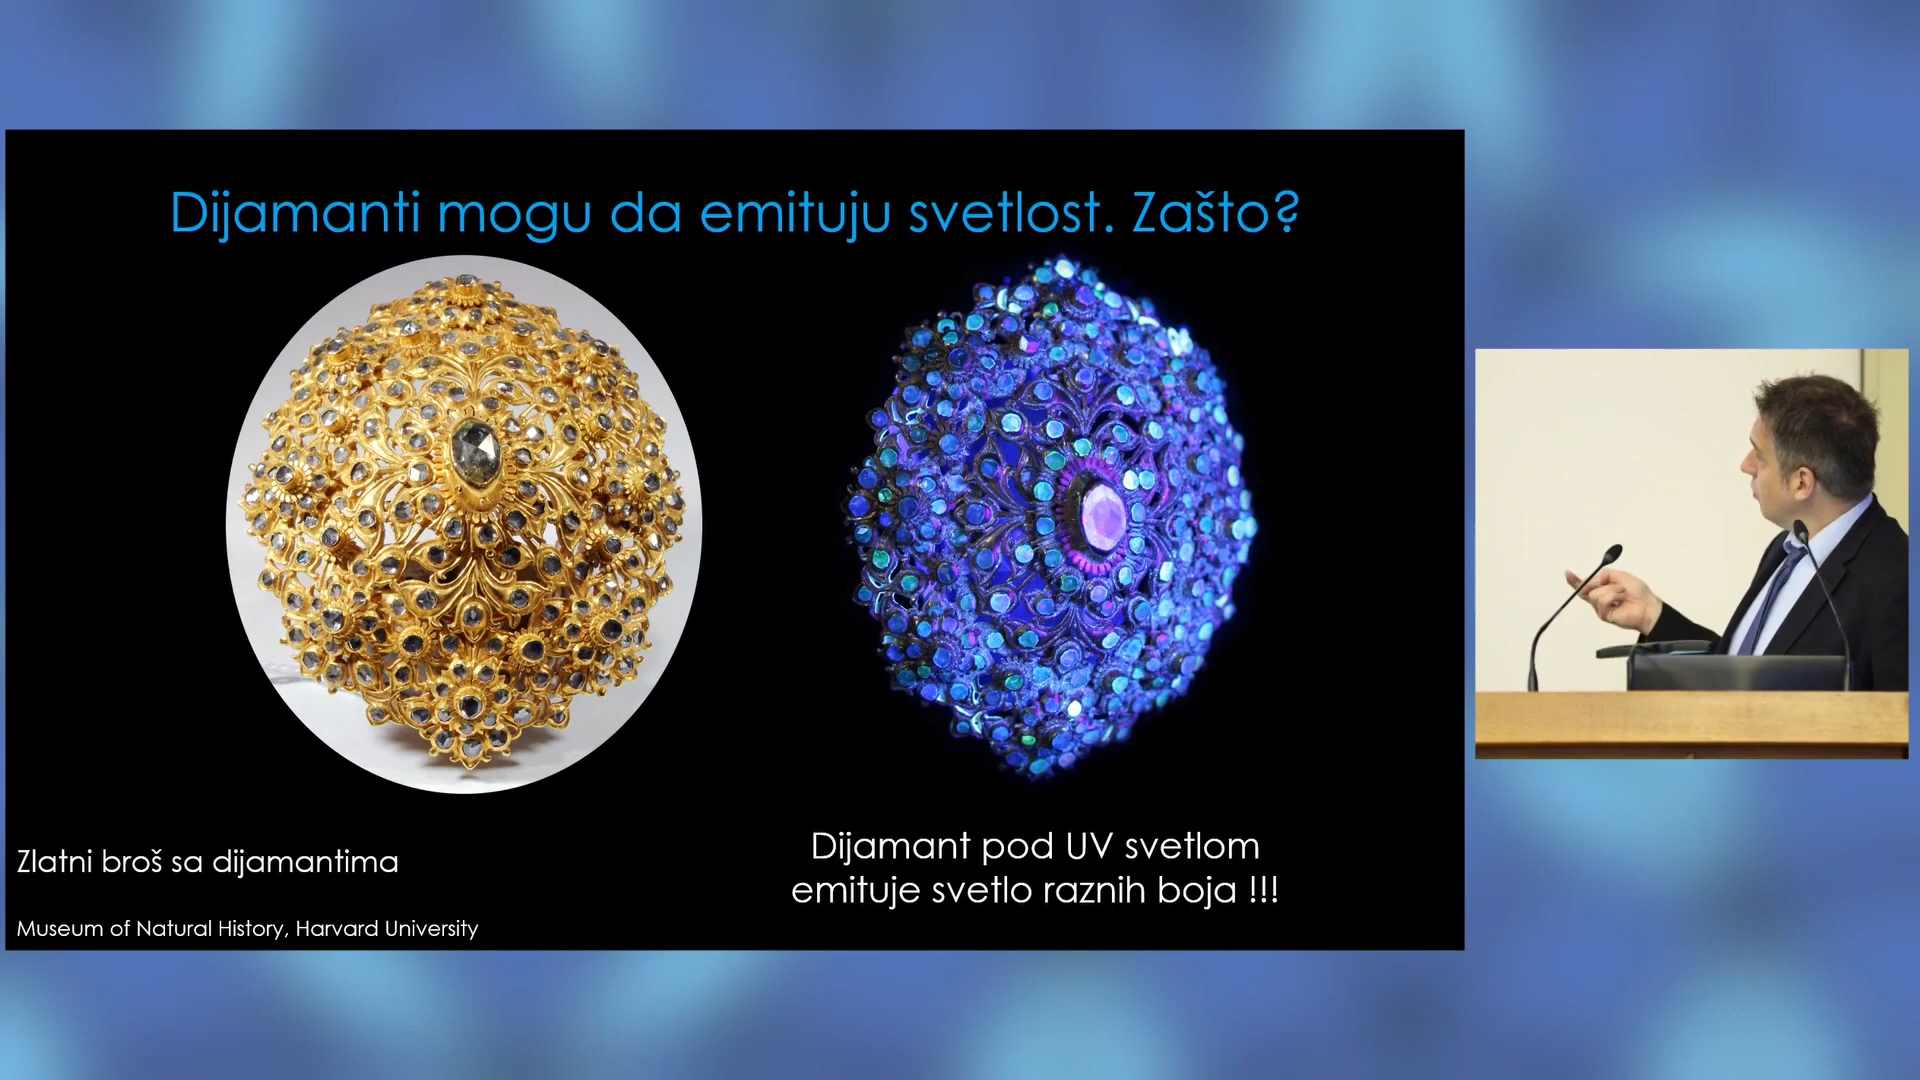 Dijamanti mogu da emituju svetlost. Zašto?
Zlatni broš sa dijamantima
Museum of Natural History, Harvard University
Dijamant pod UV svetlom
emituje svetlo raznih boja !!!